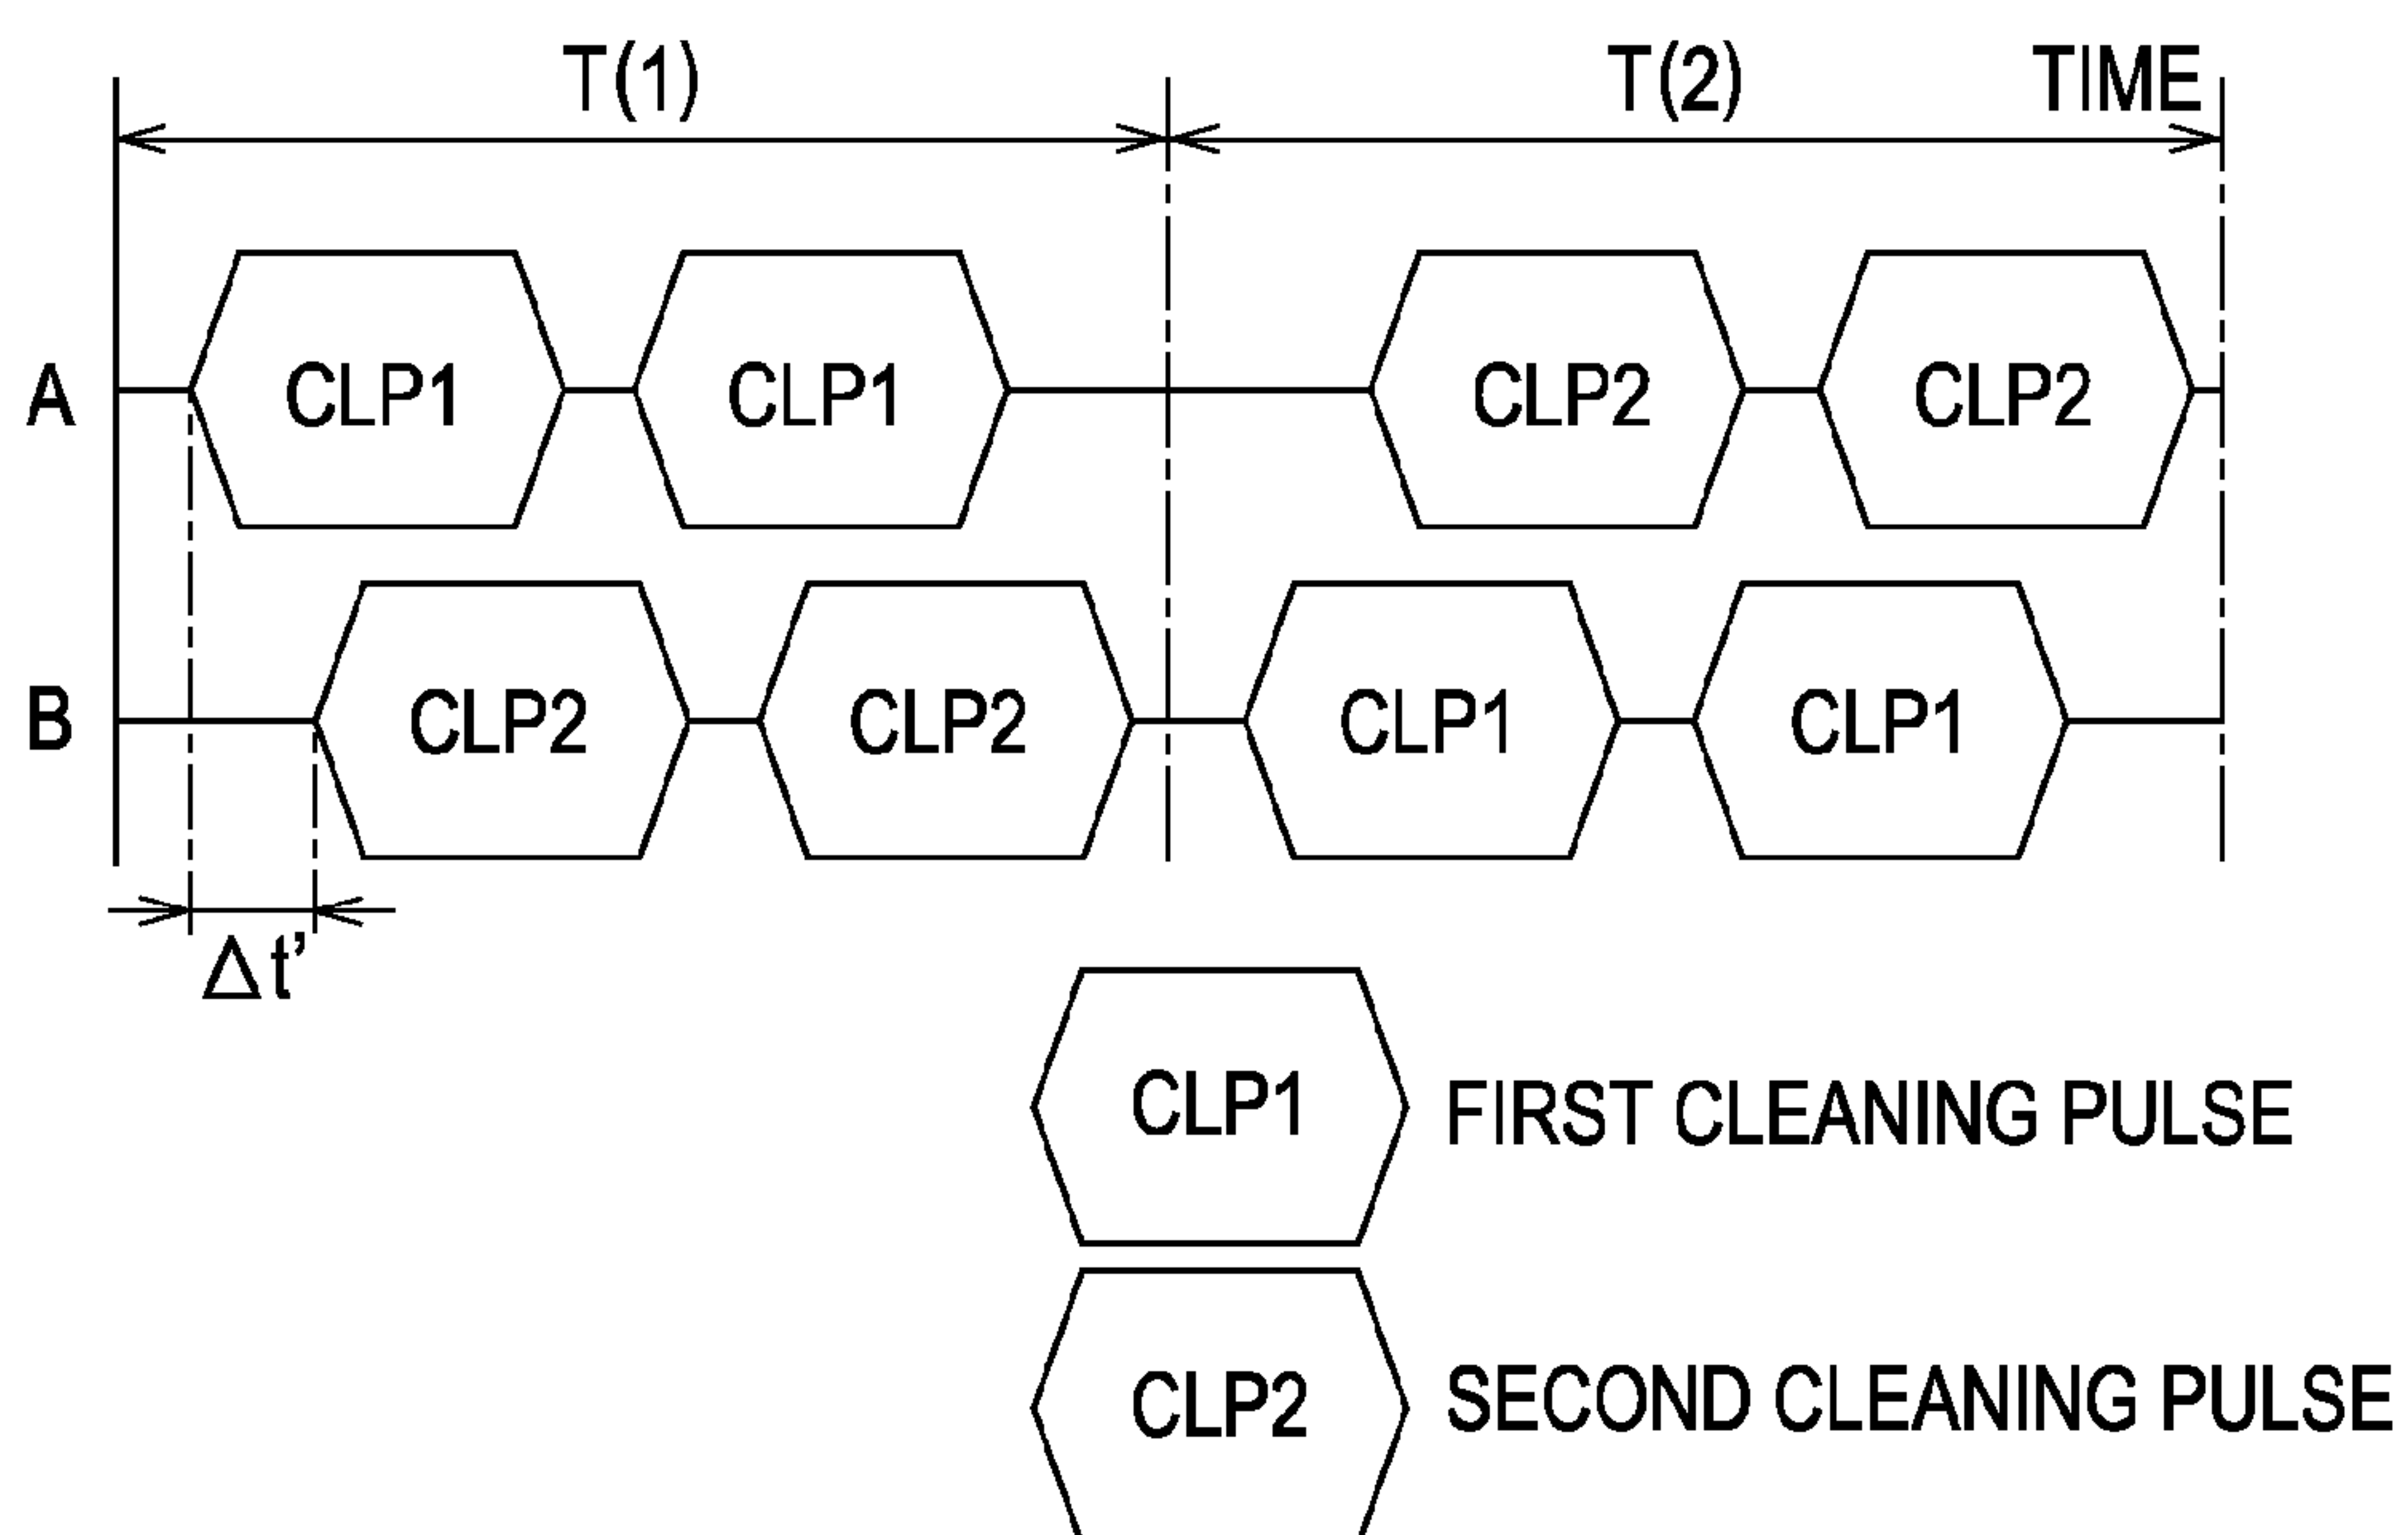 T(1) T(2) TIME
A CLP1 CLP1 CLP2 CLP2
B CLP2 CLP2 CLP1 CLP1
Δt’
CLP1 FIRST CLEANING PULSE
CLP2 SECOND CLEANING PULSE